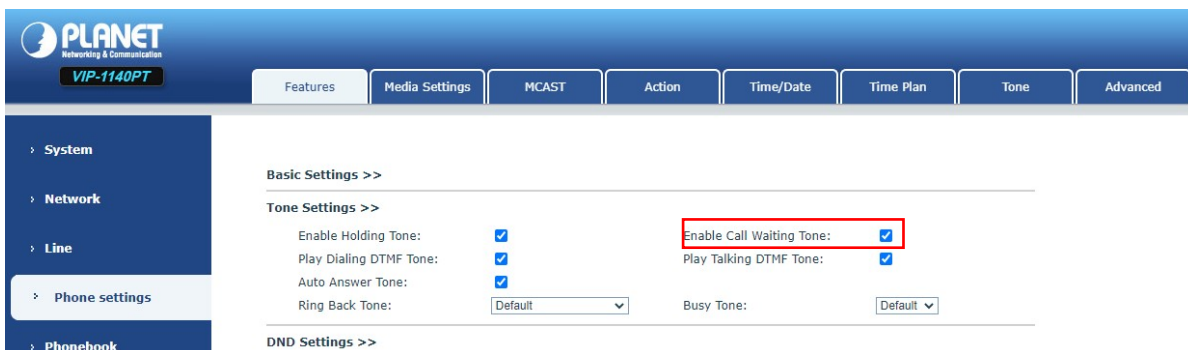 PLANET
Networking & Communication
VIP-1140PT
Features Media Settings MCAST Action Time/Date Time Plan Tone Advanced
› System
Basic Settings >>
› Network
Tone Settings >>
Enable Holding Tone: Enable Call Waiting Tone:
› Line
Play Dialing DTMF Tone: Play Talking DTMF Tone:
Auto Answer Tone:
› Phone settings
Ring Back Tone: Default Busy Tone: Default
› Phonebook
DND Settings >>